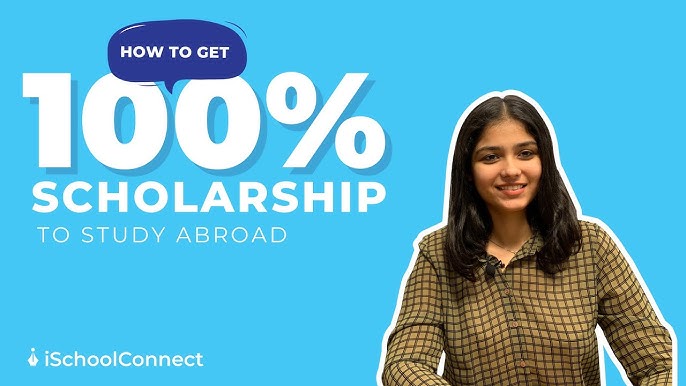 HOW TO GET
100%
SCHOLARSHIP
TO STUDY ABROAD
iSchoolConnect